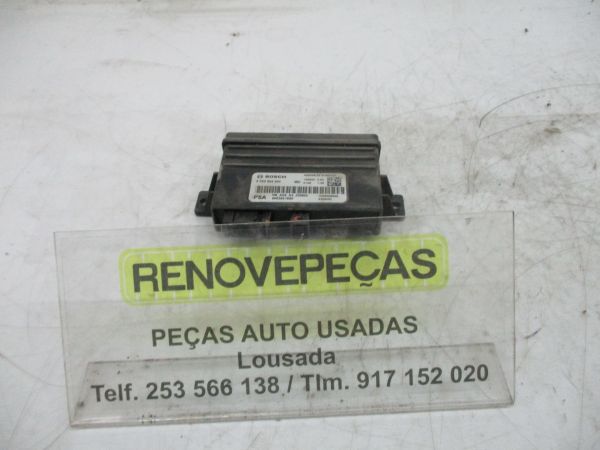 BOSCH
PSA
RENOVEPEÇAS
PEÇAS AUTO USADAS
Lousada
Telf. 253 566 138 / Tlm. 917 152 020